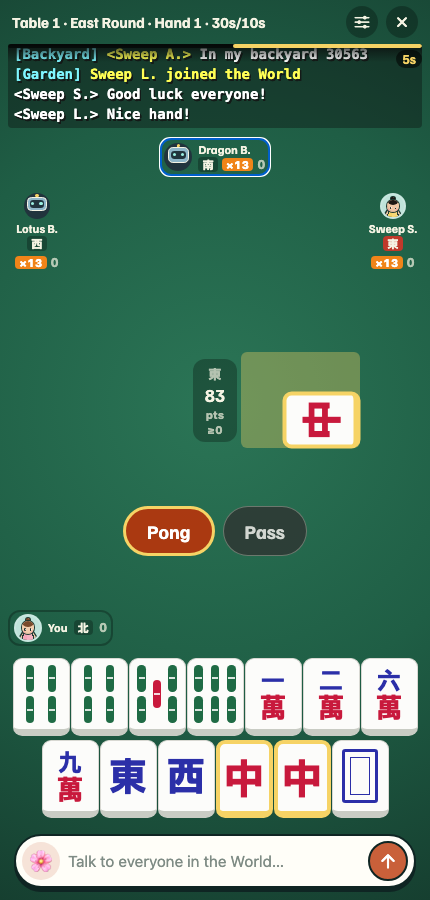 Table 1 · East Round · Hand 1 · 30s/10s
[Backyard] <Sweep A.> In my backyard 30563
5s
[Garden] Sweep L. joined the World
<Sweep S.> Good luck everyone!
<Sweep L.> Nice hand!
Dragon B.
南 ×13 0
Lotus B.
西
×13 0
Sweep S.
東
×13 0
東
83
pts
≥0
中
Pong
Pass
You 北 0
一萬 二萬 六萬
九萬 東 西 中 中
Talk to everyone in the World...